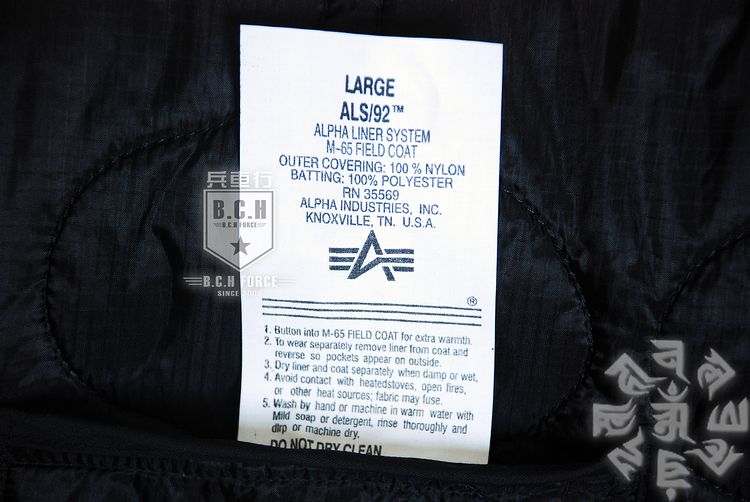 LARGE
ALS/92™
ALPHA LINER SYSTEM
M-65 FIELD COAT
OUTER COVERING: 100 % NYLON
BATTING: 100% POLYESTER
RN 35569
ALPHA INDUSTRIES, INC.
KNOXVILLE, TN. U.S.A.
®
1. Button into M-65 FIELD COAT for extra warmth.
2. To wear separately remove liner from coat and
reverse so pockets appear on outside.
3. Dry liner and coat separately when damp or wet,
4. Avoid contact with heatedstoves, open fires,
or other heat sources; fabric may fuse.
5. Wash by hand or machine in warm water with
Mild soap or detergent, rinse thoroughly and
drip or machine dry.
DO NOT DRY CLEAN
兵車行
B.C.H
B.C.H FORCE
B.C.H FORCE